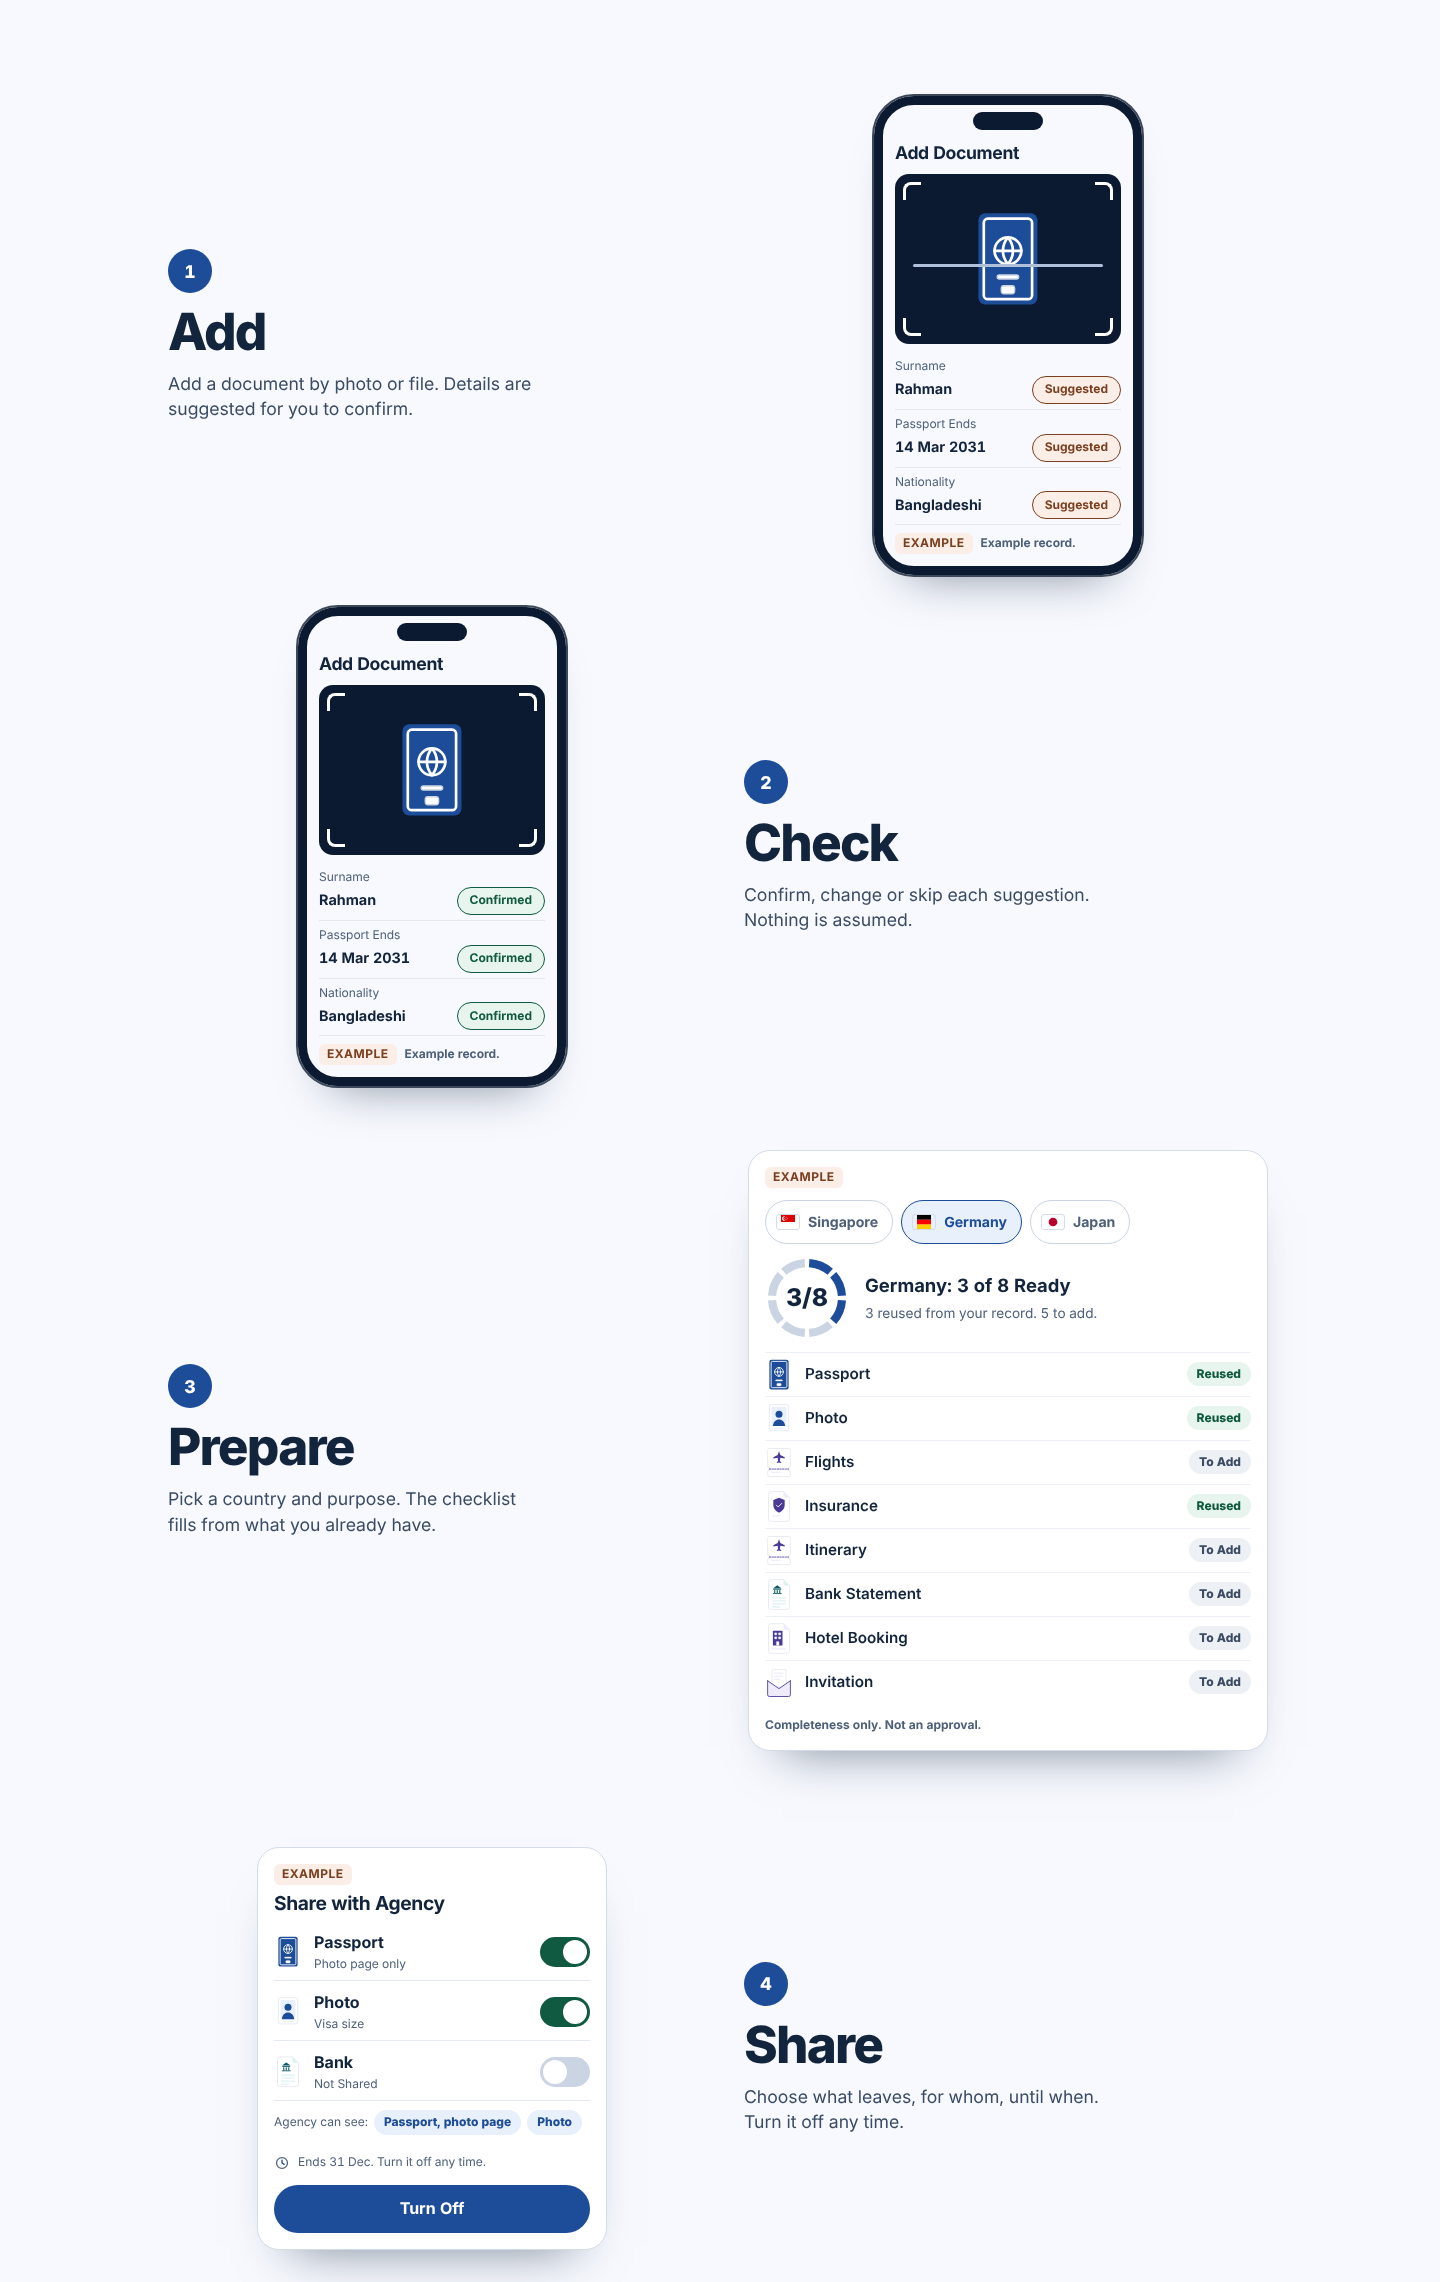 1
Add
Add a document by photo or file. Details are
suggested for you to confirm.
Add Document
Surname
Rahman
Suggested
Passport Ends
14 Mar 2031
Suggested
Nationality
Bangladeshi
Suggested
EXAMPLE Example record.
Add Document
Surname
Rahman
Confirmed
Passport Ends
14 Mar 2031
Confirmed
Nationality
Bangladeshi
Confirmed
EXAMPLE Example record.
2
Check
Confirm, change or skip each suggestion.
Nothing is assumed.
3
Prepare
Pick a country and purpose. The checklist
fills from what you already have.
EXAMPLE
Singapore Germany Japan
3/8
Germany: 3 of 8 Ready
3 reused from your record. 5 to add.
Passport Reused
Photo Reused
Flights To Add
Insurance Reused
Itinerary To Add
Bank Statement To Add
Hotel Booking To Add
Invitation To Add
Completeness only. Not an approval.
EXAMPLE
Share with Agency
Passport
Photo page only
Photo
Visa size
Bank
Not Shared
Agency can see: Passport, photo page Photo
Ends 31 Dec. Turn it off any time.
Turn Off
4
Share
Choose what leaves, for whom, until when.
Turn it off any time.